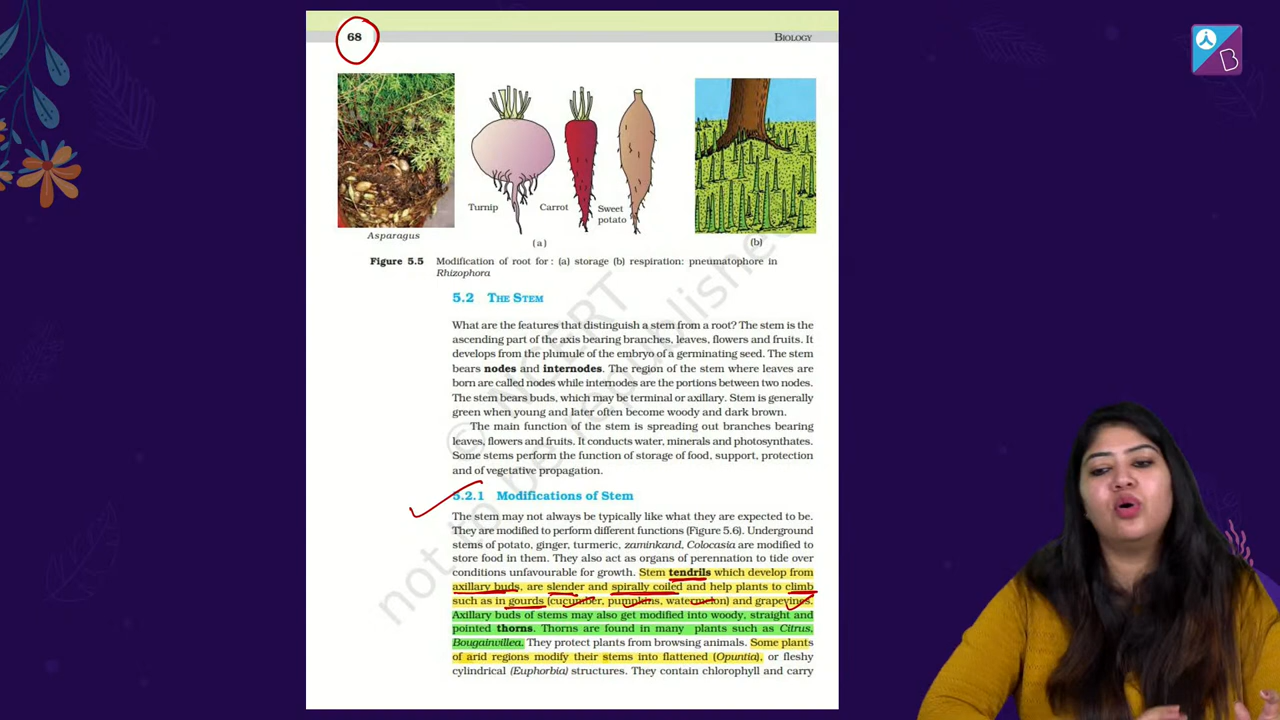 68
BIOLOGY
B
Turnip
Carrot
Sweet
potato
Asparagus
(a)
(b)
Figure 5.5 Modification of root for : (a) storage (b) respiration: pneumatophore in
Rhizophora
5.2 THE STEM
What are the features that distinguish a stem from a root? The stem is the
ascending part of the axis bearing branches, leaves, flowers and fruits. It
develops from the plumule of the embryo of a germinating seed. The stem
bears nodes and internodes. The region of the stem where leaves are
born are called nodes while internodes are the portions between two nodes.
The stem bears buds, which may be terminal or axillary. Stem is generally
green when young and later often become woody and dark brown.
The main function of the stem is spreading out branches bearing
leaves, flowers and fruits. It conducts water, minerals and photosynthates.
Some stems perform the function of storage of food, support, protection
and of vegetative propagation.
5.2.1 Modifications of Stem
The stem may not always be typically like what they are expected to be.
They are modified to perform different functions (Figure 5.6). Underground
stems of potato, ginger, turmeric, zaminkand, Colocasia are modified to
store food in them. They also act as organs of perennation to tide over
conditions unfavourable for growth. Stem tendrils which develop from
axillary buds, are slender and spirally coiled and help plants to climb
such as in gourds (cucumber, pumpkins, watermelon) and grapevines.
Axillary buds of stems may also get modified into woody, straight and
pointed thorns. Thorns are found in many plants such as Citrus,
Bougainvillea. They protect plants from browsing animals. Some plants
of arid regions modify their stems into flattened (Opuntia), or fleshy
cylindrical (Euphorbia) structures. They contain chlorophyll and carry
© NCERT
not to be republished